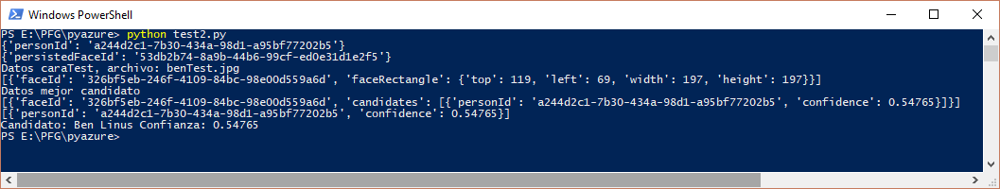 Windows PowerShell
PS E:\PFG\pyazure> python test2.py
{'personId': 'a244d2c1-7b30-434a-98d1-a95bf77202b5'}
{'persistedFaceId': '53db2b74-8a9b-44b6-99cf-ed0e31d1e2f5'}
Datos caraTest, archivo: benTest.jpg
[{'faceId': '326bf5eb-246f-4109-84bc-98e00d559a6d', 'faceRectangle': {'top': 119, 'left': 69, 'width': 197, 'height': 197}}]
Datos mejor candidato
[{'faceId': '326bf5eb-246f-4109-84bc-98e00d559a6d', 'candidates': [{'personId': 'a244d2c1-7b30-434a-98d1-a95bf77202b5', 'confidence': 0.54765}]}]
[{'personId': 'a244d2c1-7b30-434a-98d1-a95bf77202b5', 'confidence': 0.54765}]
Candidato: Ben Linus Confianza: 0.54765
PS E:\PFG\pyazure>